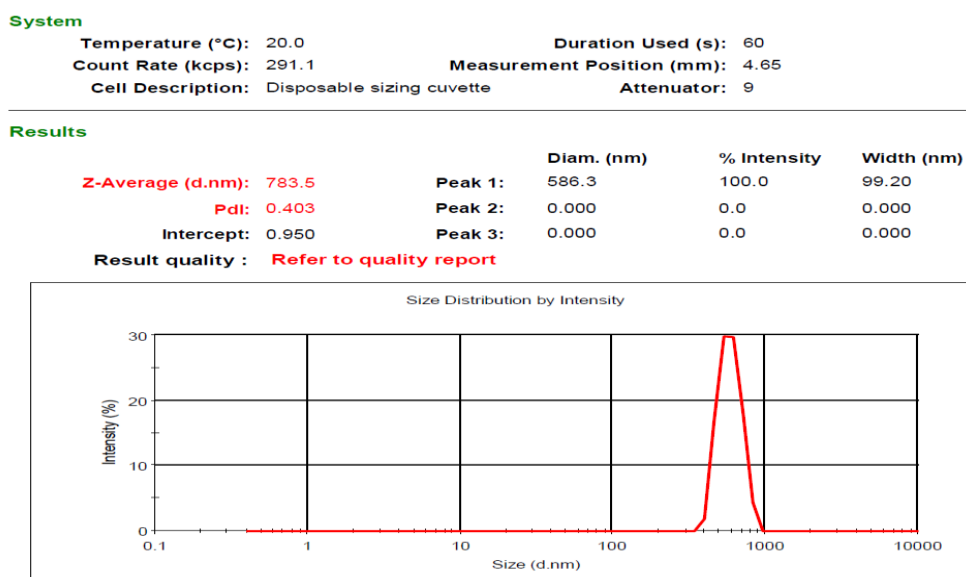 System
Temperature (°C): 20.0 Duration Used (s): 60
Count Rate (kcps): 291.1 Measurement Position (mm): 4.65
Cell Description: Disposable sizing cuvette Attenuator: 9
Results
Diam. (nm) % Intensity Width (nm)
Z-Average (d.nm): 783.5 Peak 1: 586.3 100.0 99.20
PdI: 0.403 Peak 2: 0.000 0.0 0.000
Intercept: 0.950 Peak 3: 0.000 0.0 0.000
Result quality : Refer to quality report
Size Distribution by Intensity
30
20
10
0
Intensity (%)
0.1 1 10 100 1000 10000
Size (d.nm)